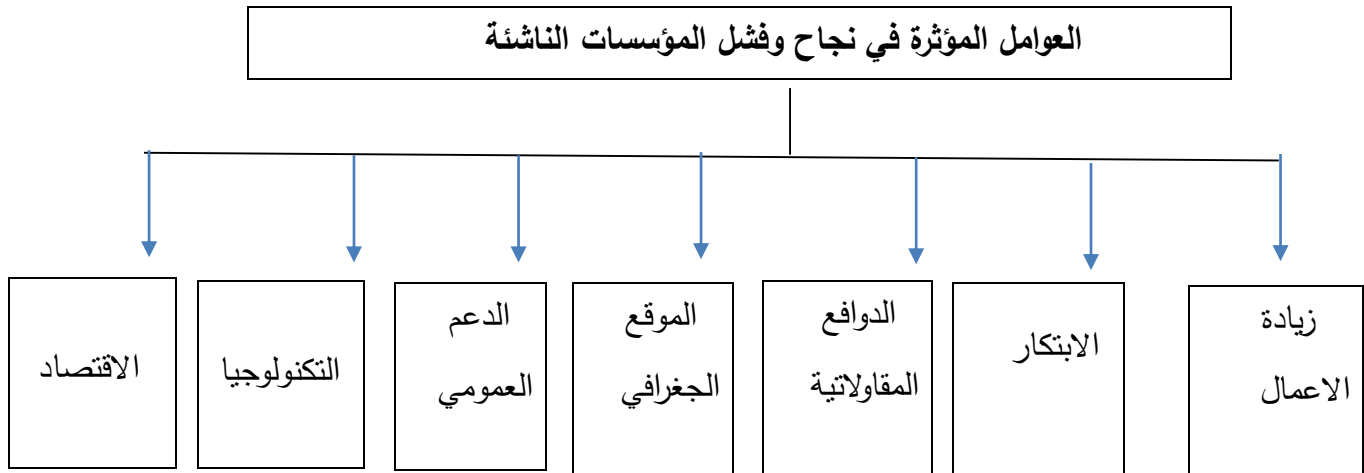 العوامل المؤثرة في نجاح وفشل المؤسسات الناشئة
زيادة
الاعمال
الابتكار
الدوافع
المقاولاتية
الموقع
الجغرافي
الدعم
العمومي
التكنولوجيا
الاقتصاد